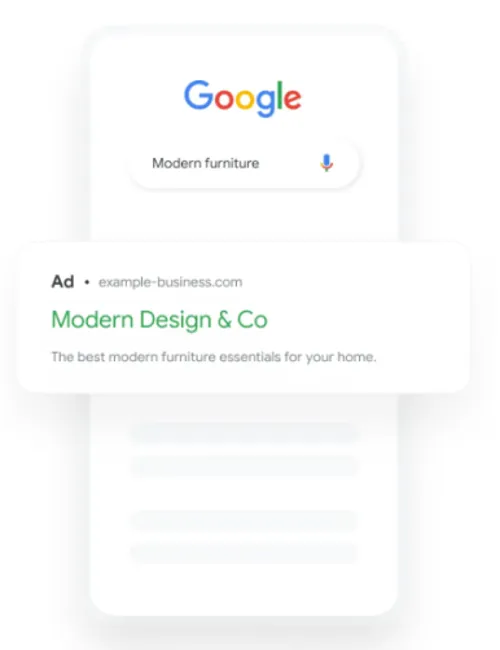 Google
Modern furniture
Ad • example-business.com
Modern Design & Co
The best modern furniture essentials for your home.